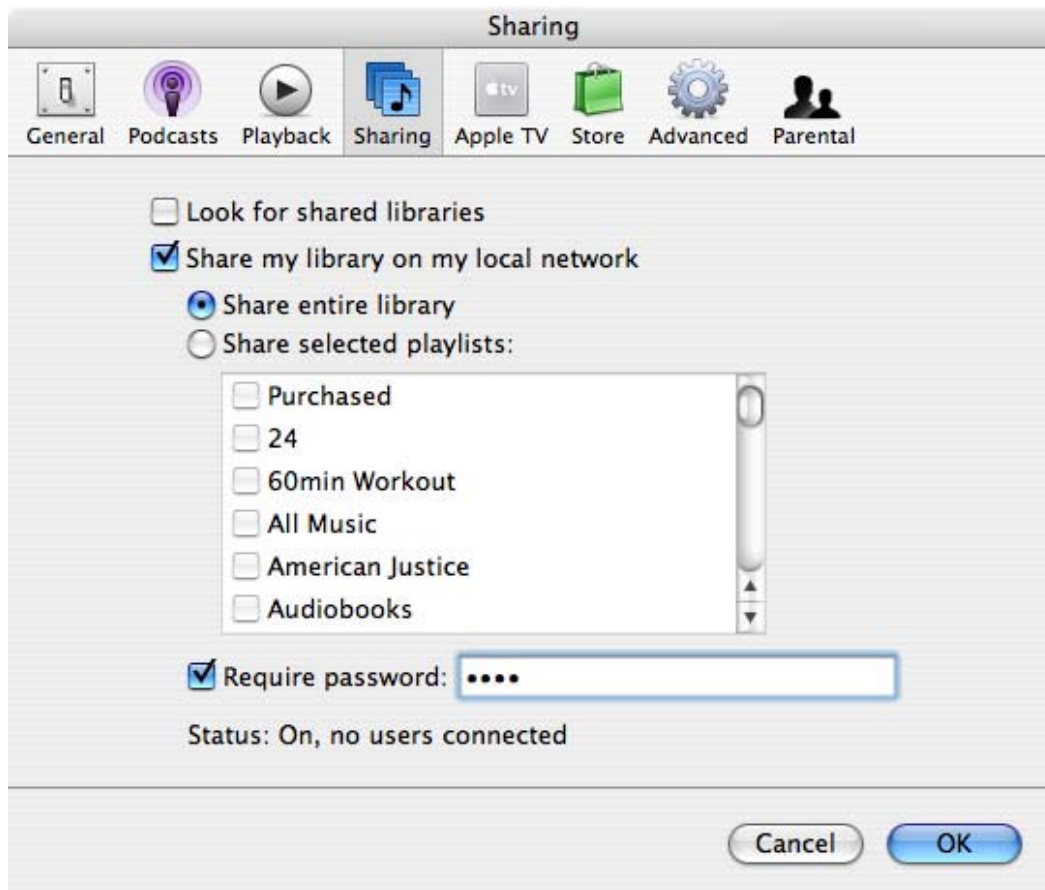 Sharing
General Podcasts Playback Sharing Apple TV Store Advanced Parental
Look for shared libraries
Share my library on my local network
Share entire library
Share selected playlists:
Purchased
24
60min Workout
All Music
American Justice
Audiobooks
Require password: ••••
Status: On, no users connected
Cancel OK